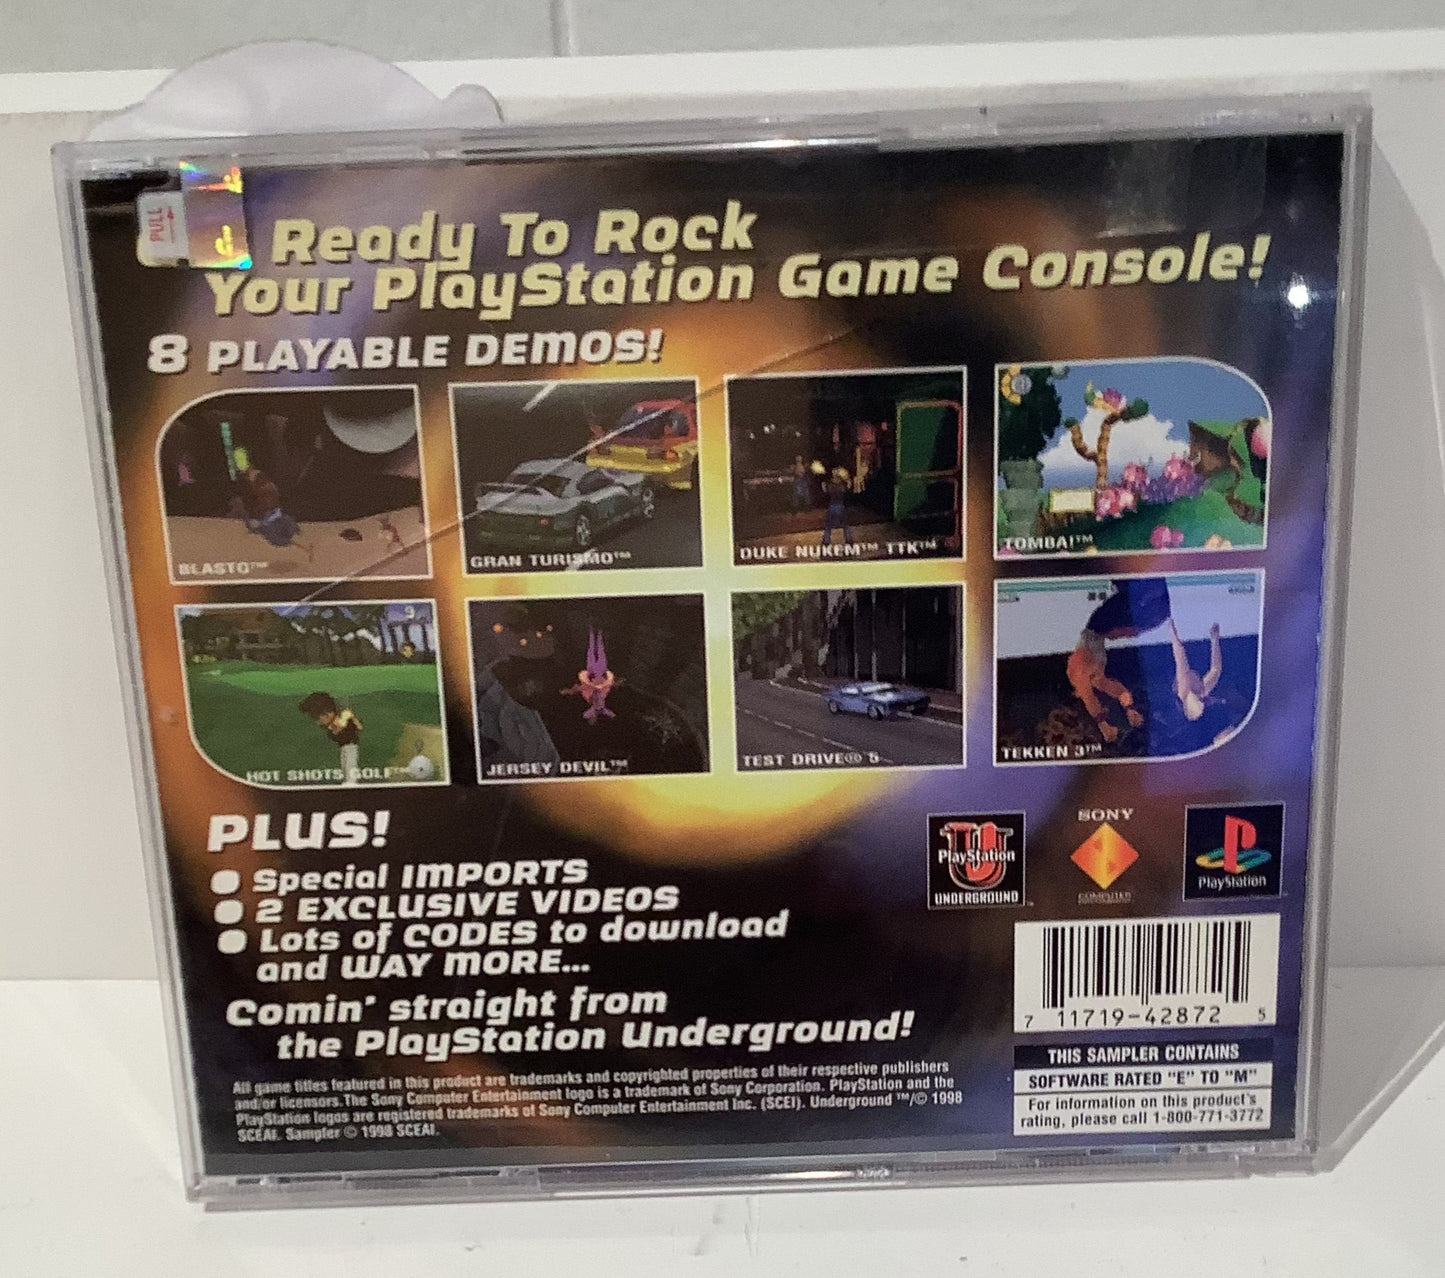 PULL
Ready To Rock
Your PlayStation Game Console!
8 PLAYABLE DEMOS!
BLASTO™
GRAN TURISMO™
DUKE NUKEM™ TTK™
TOMBA!™
HOT SHOTS GOLF™
JERSEY DEVIL™
TEST DRIVE® 5
TEKKEN 3™
PLUS!
Special IMPORTS
2 EXCLUSIVE VIDEOS
Lots of CODES to download
and WAY MORE...
Comin' straight from
the PlayStation Underground!
All game titles featured in this product are trademarks and copyrighted properties of their respective publishers
and/or licensors. The Sony Computer Entertainment logo is a trademark of Sony Corporation. PlayStation and the
PlayStation logos are registered trademarks of Sony Computer Entertainment Inc. (SCEI). Underground ™/© 1998
SCEAI. Sampler © 1998 SCEAI.
U
PlayStation
UNDERGROUND
SONY
COMPUTER
PlayStation
7 11719-42872 5
THIS SAMPLER CONTAINS
SOFTWARE RATED "E" TO "M"
For information on this product's
rating, please call 1-800-771-3772